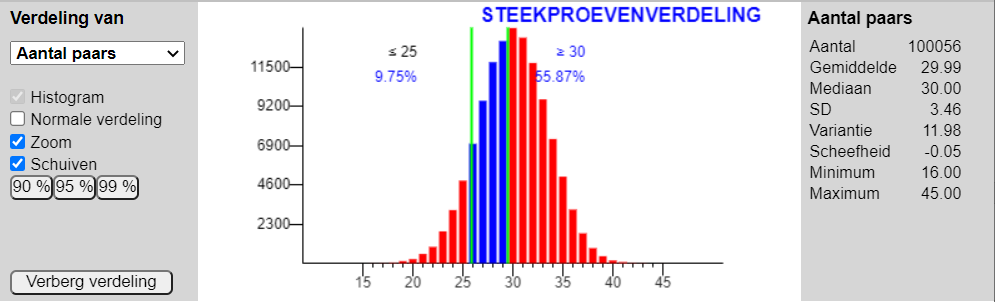 Verdeling van
Aantal paars
Histogram
Normale verdeling
Zoom
Schuiven
90 % 95 % 99 %
Verberg verdeling
STEEKPROEVENVERDELING
≤ 25 ≥ 30
9.75% 55.87%
11500
9200
6900
4600
2300
15 20 25 30 35 40 45
Aantal paars
Aantal 100056
Gemiddelde 29.99
Mediaan 30.00
SD 3.46
Variantie 11.98
Scheefheid -0.05
Minimum 16.00
Maximum 45.00